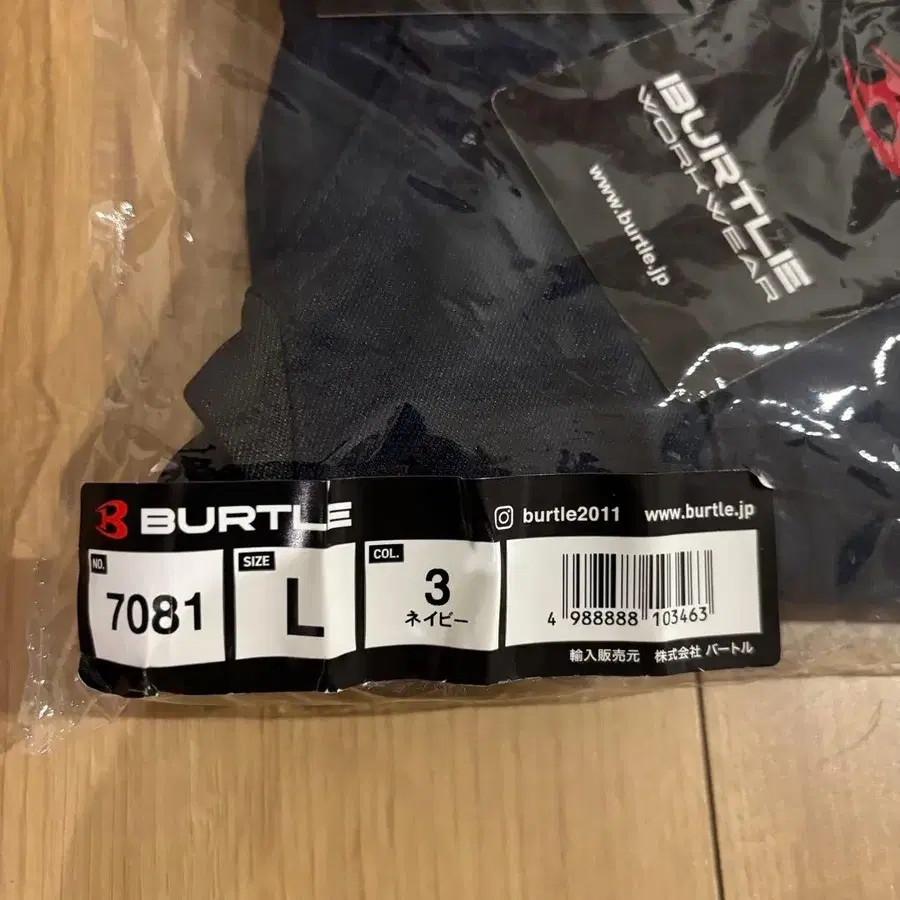 BURTLE
WORKWEAR
www.burtle.jp
BURTLE
burtle2011 www.burtle.jp
NO.
7081
SIZE
L
COL.
3
ネイビー
4 988888 103463
輸入販売元 株式会社 バートル